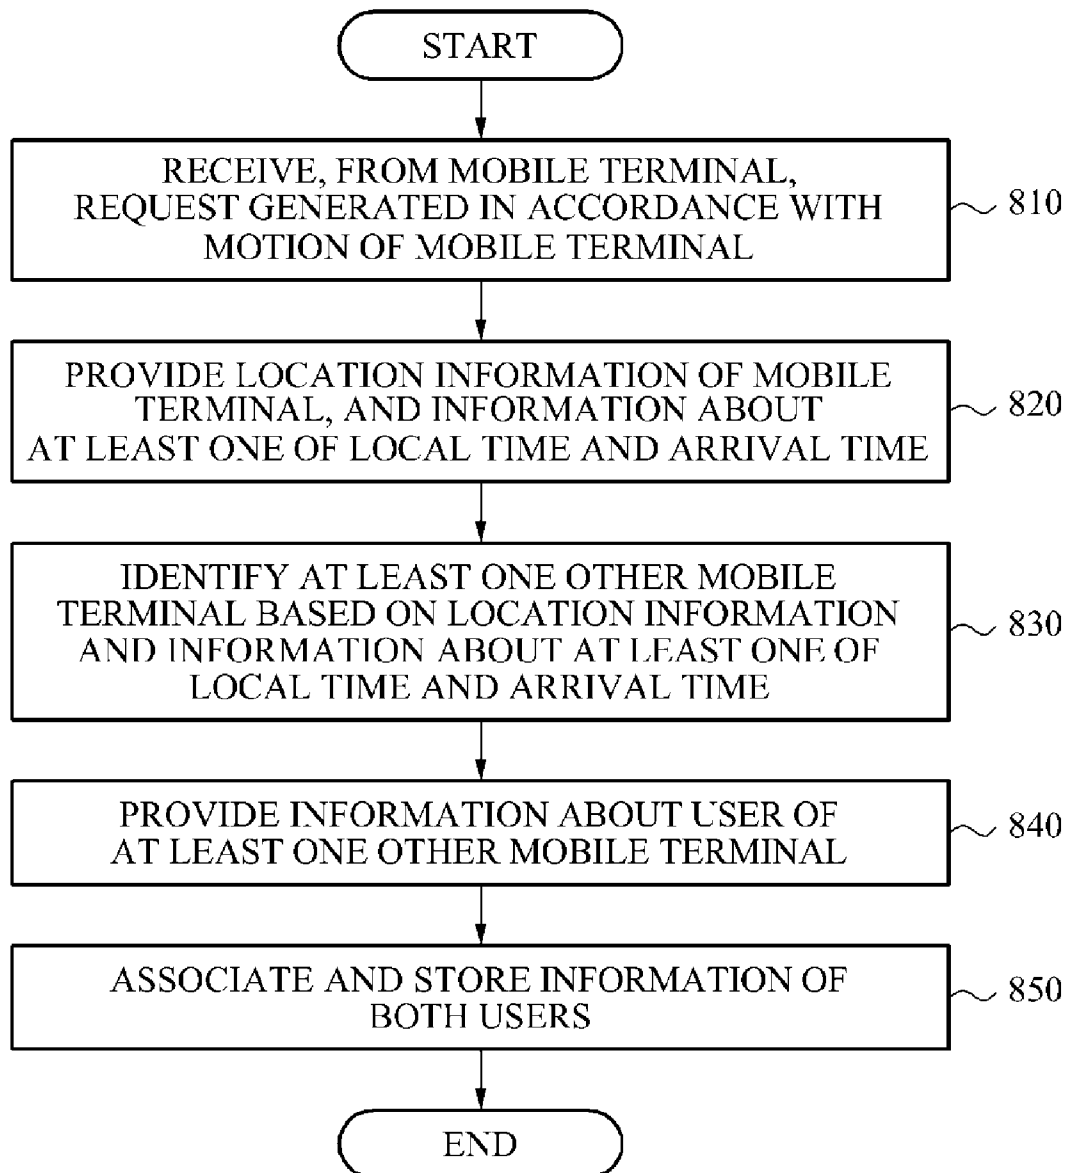 START
RECEIVE, FROM MOBILE TERMINAL,
REQUEST GENERATED IN ACCORDANCE WITH
MOTION OF MOBILE TERMINAL
810
PROVIDE LOCATION INFORMATION OF MOBILE
TERMINAL, AND INFORMATION ABOUT
AT LEAST ONE OF LOCAL TIME AND ARRIVAL TIME
820
IDENTIFY AT LEAST ONE OTHER MOBILE
TERMINAL BASED ON LOCATION INFORMATION
AND INFORMATION ABOUT AT LEAST ONE OF
LOCAL TIME AND ARRIVAL TIME
830
PROVIDE INFORMATION ABOUT USER OF
AT LEAST ONE OTHER MOBILE TERMINAL
840
ASSOCIATE AND STORE INFORMATION OF
BOTH USERS
850
END